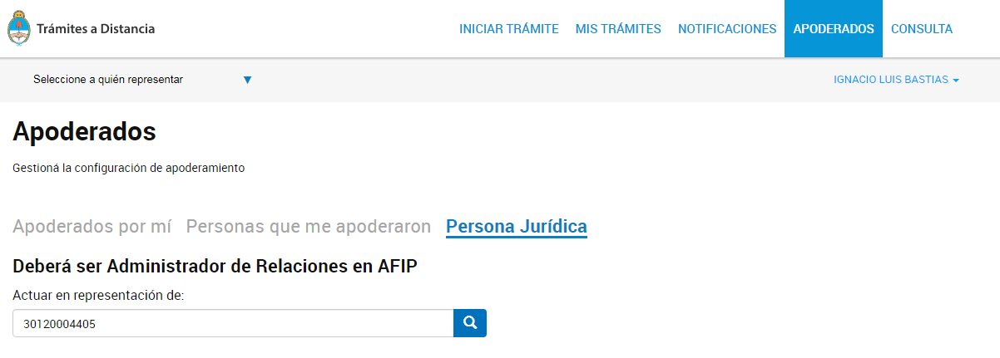 Trámites a Distancia
INICIAR TRÁMITE MIS TRÁMITES NOTIFICACIONES APODERADOS CONSULTA
Seleccione a quién representar
IGNACIO LUIS BASTIAS
Apoderados
Gestioná la configuración de apoderamiento
Apoderados por mí Personas que me apoderaron Persona Jurídica
Deberá ser Administrador de Relaciones en AFIP
Actuar en representación de:
30120004405